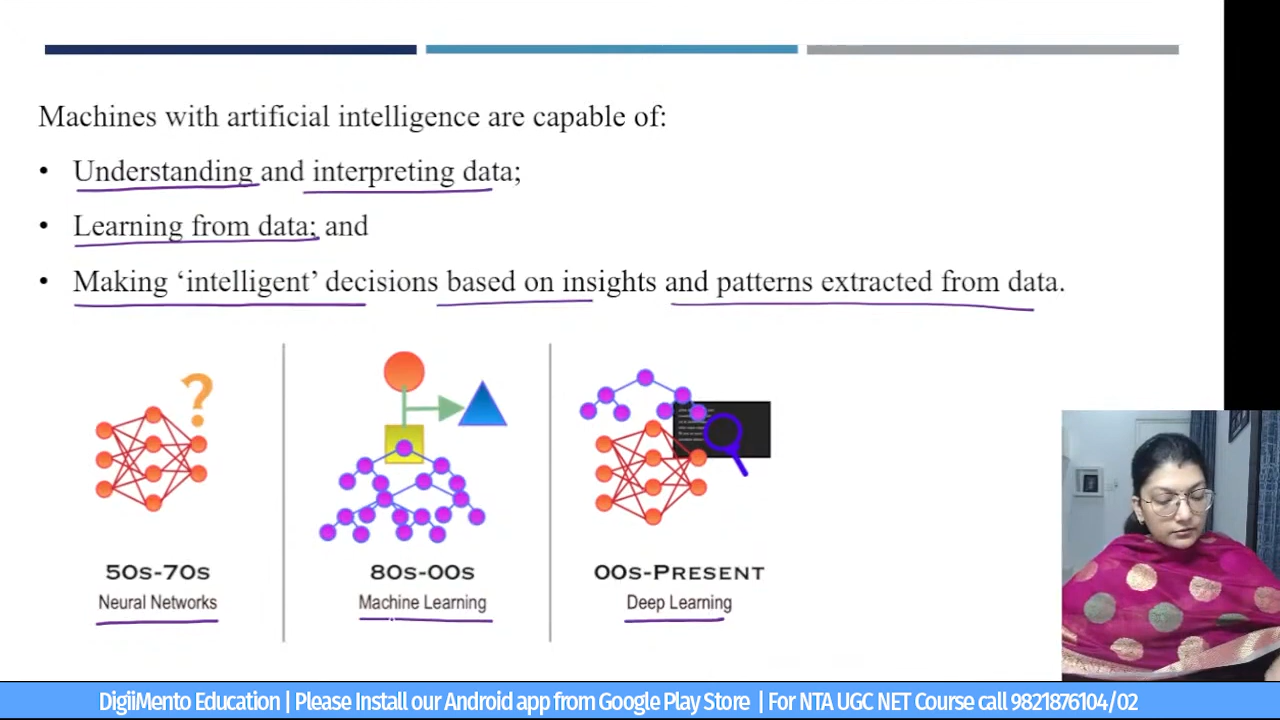 Machines with artificial intelligence are capable of:
• Understanding and interpreting data;
• Learning from data; and
• Making ‘intelligent’ decisions based on insights and patterns extracted from data.
?
50s-70s
Neural Networks
80s-00s
Machine Learning
00s-Present
Deep Learning
DigiiMento Education | Please Install our Android app from Google Play Store | For NTA UGC NET Course call 9821876104/02